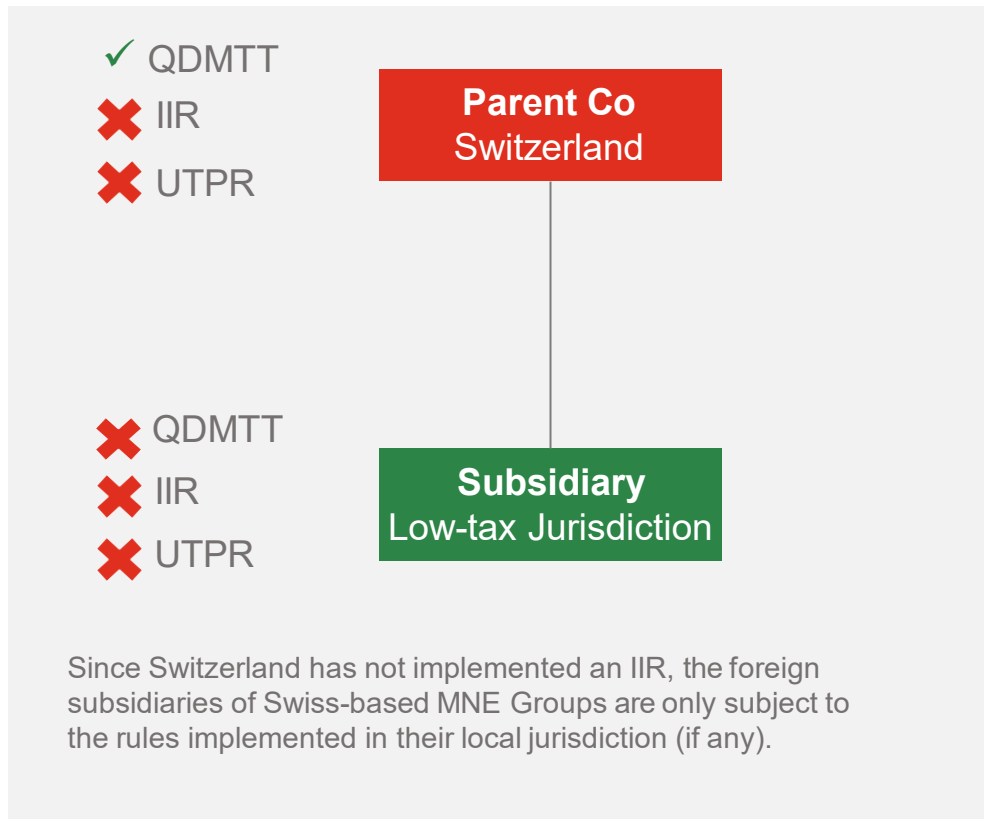 ✓ QDMTT
✖ IIR
✖ UTPR
Parent Co
Switzerland
✖ QDMTT
✖ IIR
✖ UTPR
Subsidiary
Low-tax Jurisdiction
Since Switzerland has not implemented an IIR, the foreign
subsidiaries of Swiss-based MNE Groups are only subject to
the rules implemented in their local jurisdiction (if any).